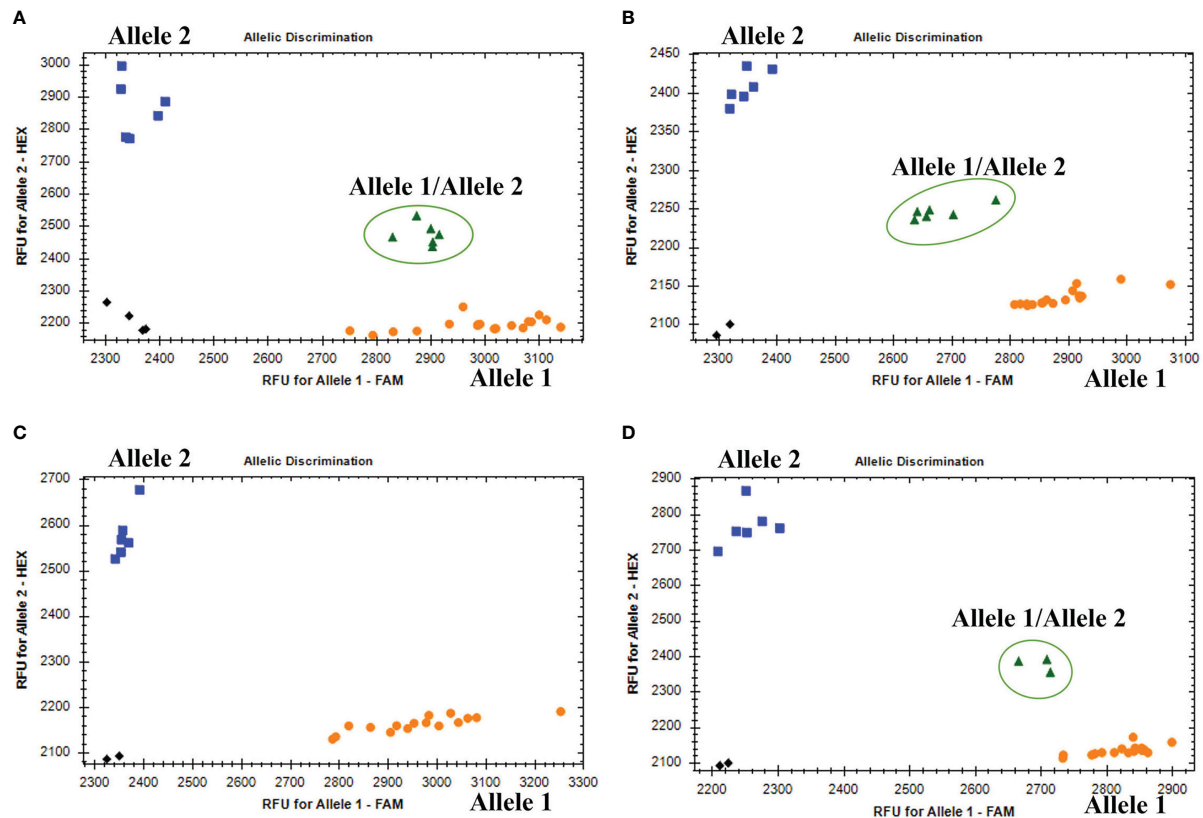 A
Allele 2
Allelic Discrimination
RFU for Allele 2 - HEX
3000
2900
2800
2700
2600
2500
2400
2300
2200
Allele 1/Allele 2
2300 2400 2500 2600 2700 2800 2900 3000 3100
RFU for Allele 1 - FAM
Allele 1
B
Allele 2
Allelic Discrimination
RFU for Allele 2 - HEX
2450
2400
2350
2300
2250
2200
2150
2100
Allele 1/Allele 2
2300 2400 2500 2600 2700 2800 2900 3000 3100
RFU for Allele 1 - FAM
Allele 1
C
Allele 2
Allelic Discrimination
RFU for Allele 2 - HEX
2700
2600
2500
2400
2300
2200
2100
2300 2400 2500 2600 2700 2800 2900 3000 3100 3200 3300
RFU for Allele 1 - FAM
Allele 1
D
Allele 2
Allelic Discrimination
RFU for Allele 2 - HEX
2900
2800
2700
2600
2500
2400
2300
2200
2100
Allele 1/Allele 2
2200 2300 2400 2500 2600 2700 2800 2900
RFU for Allele 1 - FAM
Allele 1